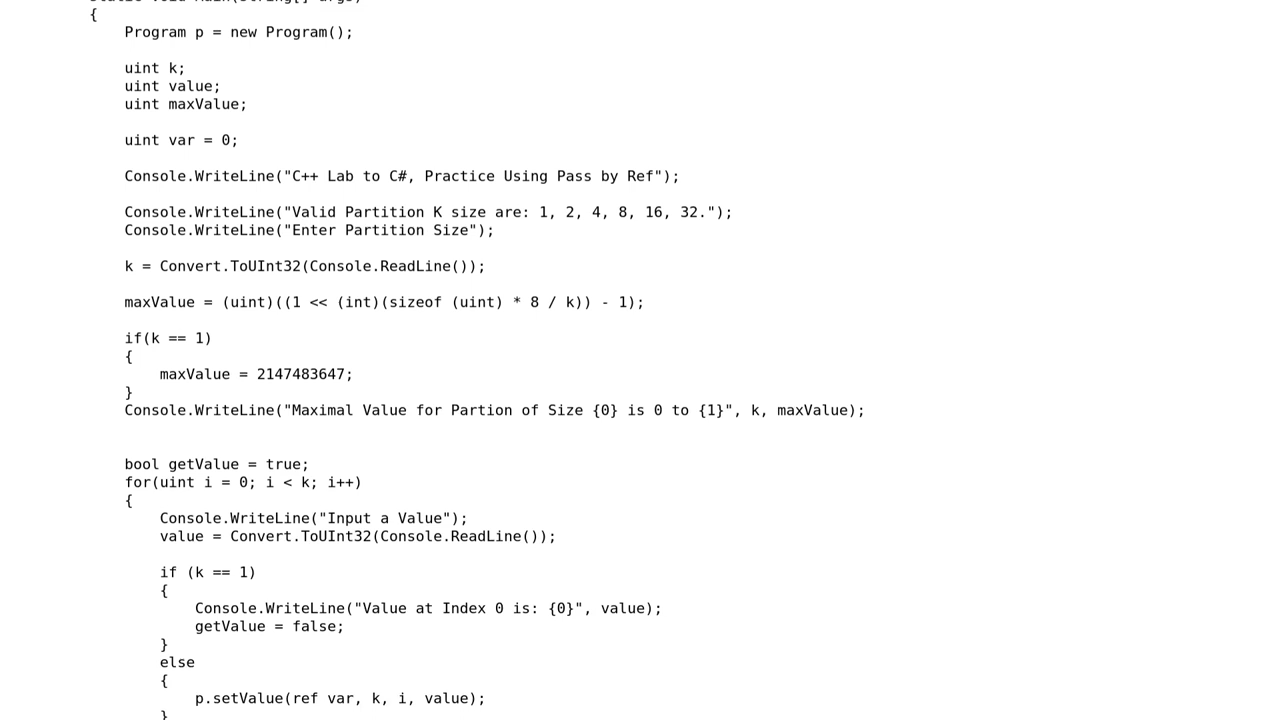 {
Program p = new Program();
uint k;
uint value;
uint maxValue;
uint var = 0;
Console.WriteLine("C++ Lab to C#, Practice Using Pass by Ref");
Console.WriteLine("Valid Partition K size are: 1, 2, 4, 8, 16, 32.");
Console.WriteLine("Enter Partition Size");
k = Convert.ToUInt32(Console.ReadLine());
maxValue = (uint)((1 << (int)(sizeof (uint) * 8 / k)) - 1);
if(k == 1)
{
maxValue = 2147483647;
}
Console.WriteLine("Maximal Value for Partion of Size {0} is 0 to {1}", k, maxValue);
bool getValue = true;
for(uint i = 0; i < k; i++)
{
Console.WriteLine("Input a Value");
value = Convert.ToUInt32(Console.ReadLine());
if (k == 1)
{
Console.WriteLine("Value at Index 0 is: {0}", value);
getValue = false;
}
else
{
p.setValue(ref var, k, i, value);
}